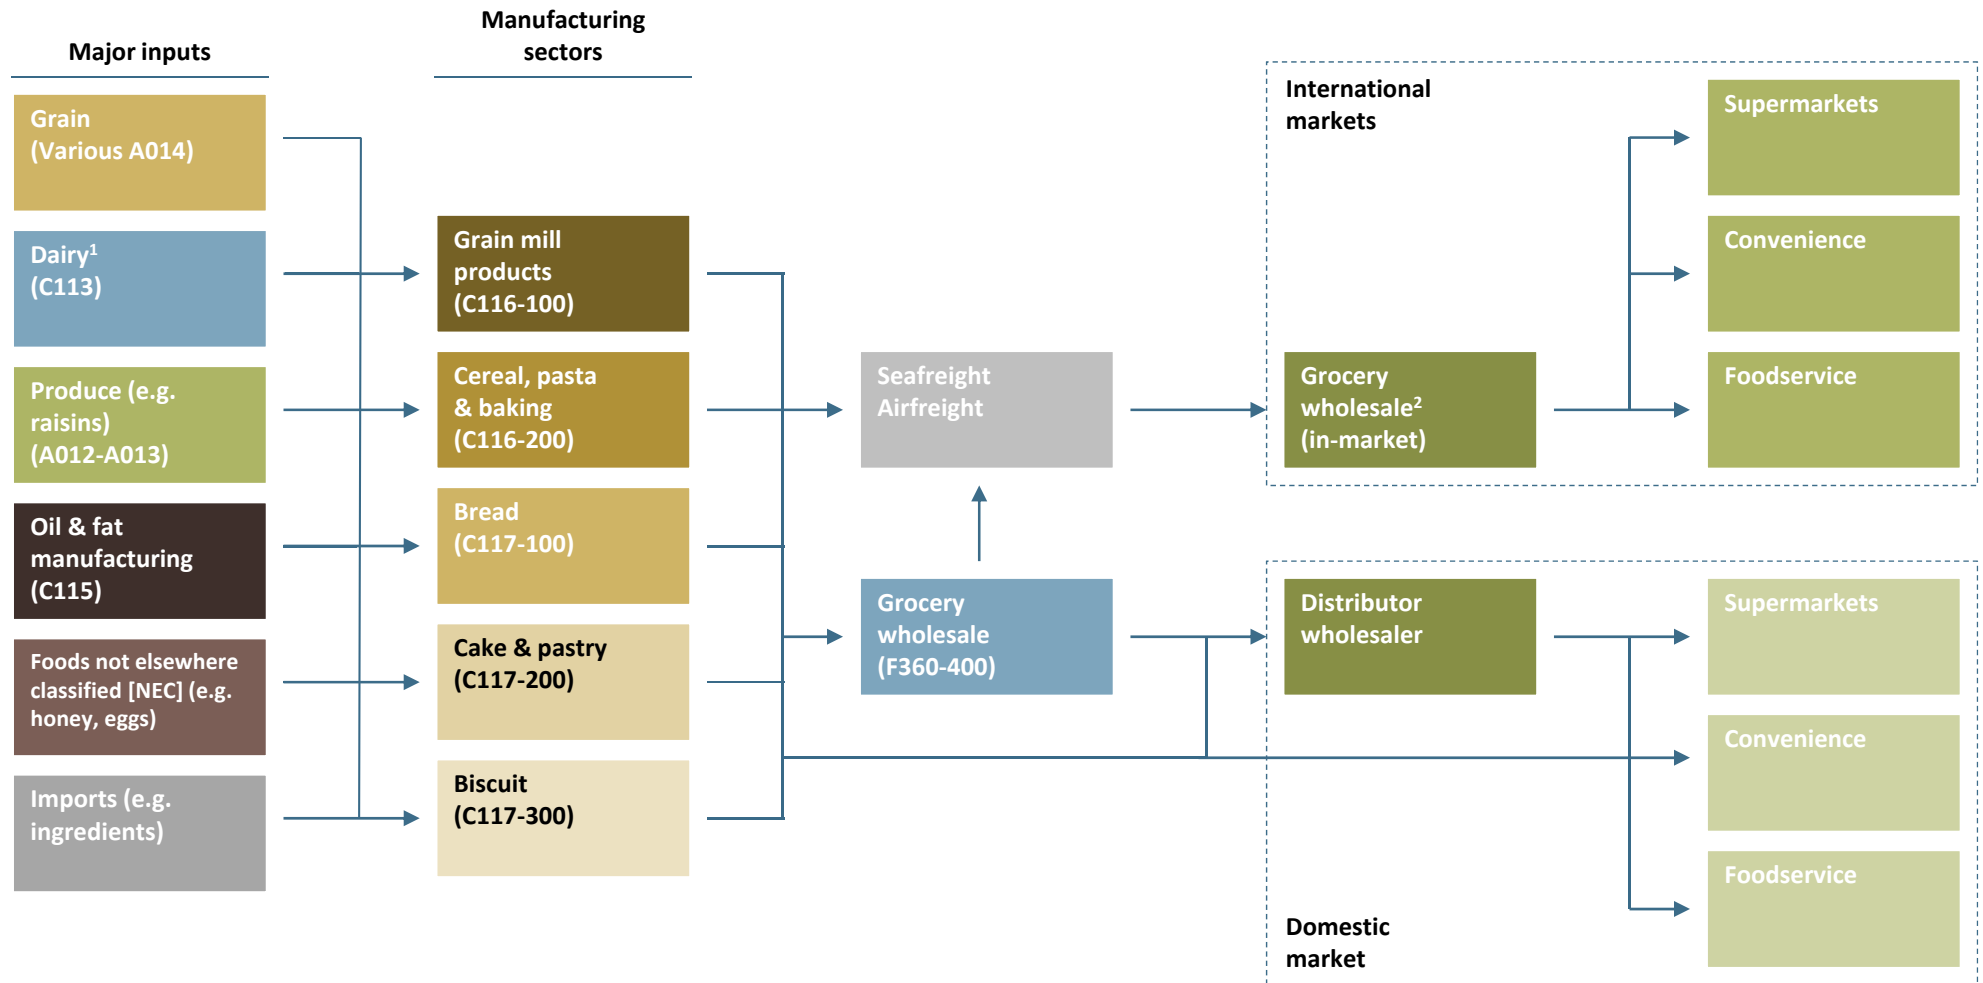 Major inputs
Manufacturing
sectors
Grain
(Various A014)
Dairy1
(C113)
Produce (e.g.
raisins)
(A012-A013)
Oil & fat
manufacturing
(C115)
Foods not elsewhere
classified [NEC] (e.g.
honey, eggs)
Imports (e.g.
ingredients)
Grain mill
products
(C116-100)
Cereal, pasta
& baking
(C116-200)
Bread
(C117-100)
Cake & pastry
(C117-200)
Biscuit
(C117-300)
Seafreight
Airfreight
Grocery
wholesale
(F360-400)
International
markets
Grocery
wholesale2
(in-market)
Supermarkets
Convenience
Foodservice
Distributor
wholesaler
Supermarkets
Convenience
Foodservice
Domestic
market